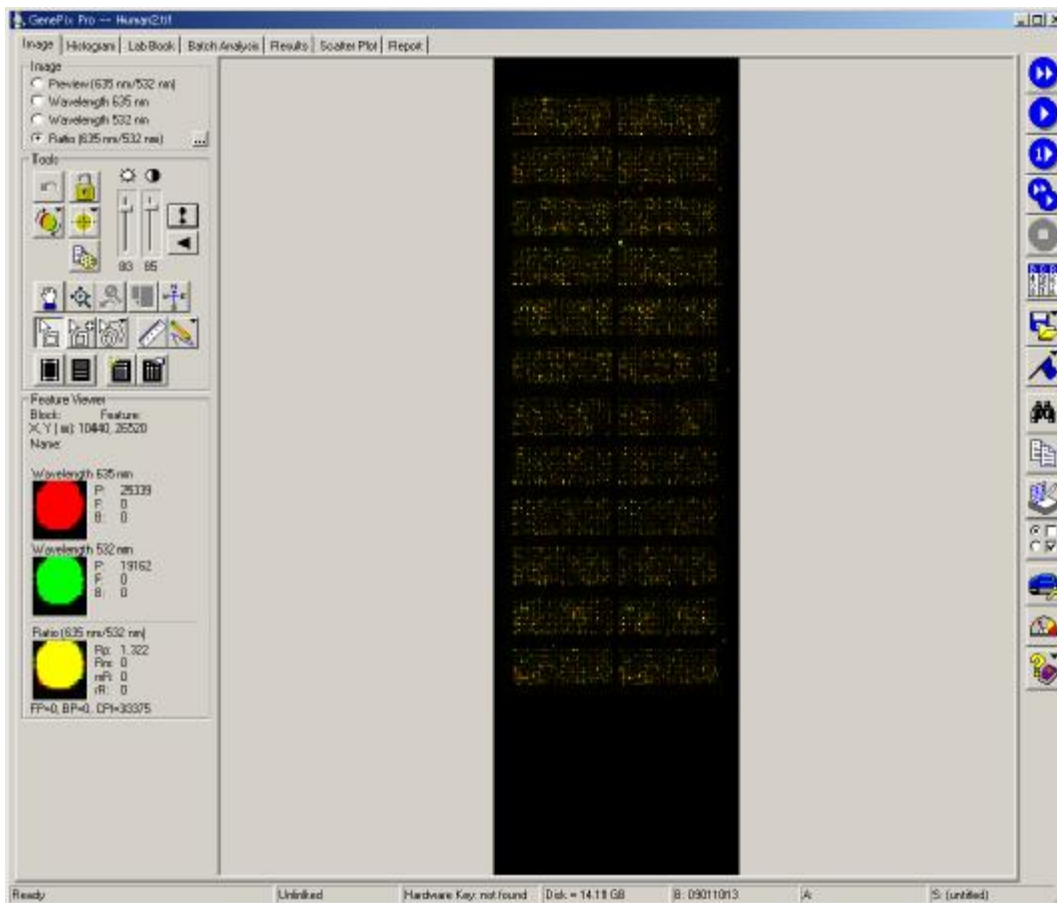 GenePix Pro -- Human2.tif
Image Histogram Lab Book Batch Analysis Results Scatter Plot Report
Image
Preview (635 nm/532 nm)
Wavelength 635 nm
Wavelength 532 nm
Ratio (635 nm/532 nm)
...
Tools
83 85
Feature Viewer
Block: Feature:
X, Y 10440, 26520
Name:
Wavelength 635 nm
P: 25339
F: 0
B: 0
Wavelength 532 nm
P: 19162
F: 0
B: 0
Ratio (635 nm/532 nm)
Rp: 1.322
Rm: 0
mR: 0
rR: 0
FP=0, BP=0, CPI=33375
Ready Unlinked Hardware Key: not found Disk = 14.11 GB B: 09011013 A: S: (untitled)